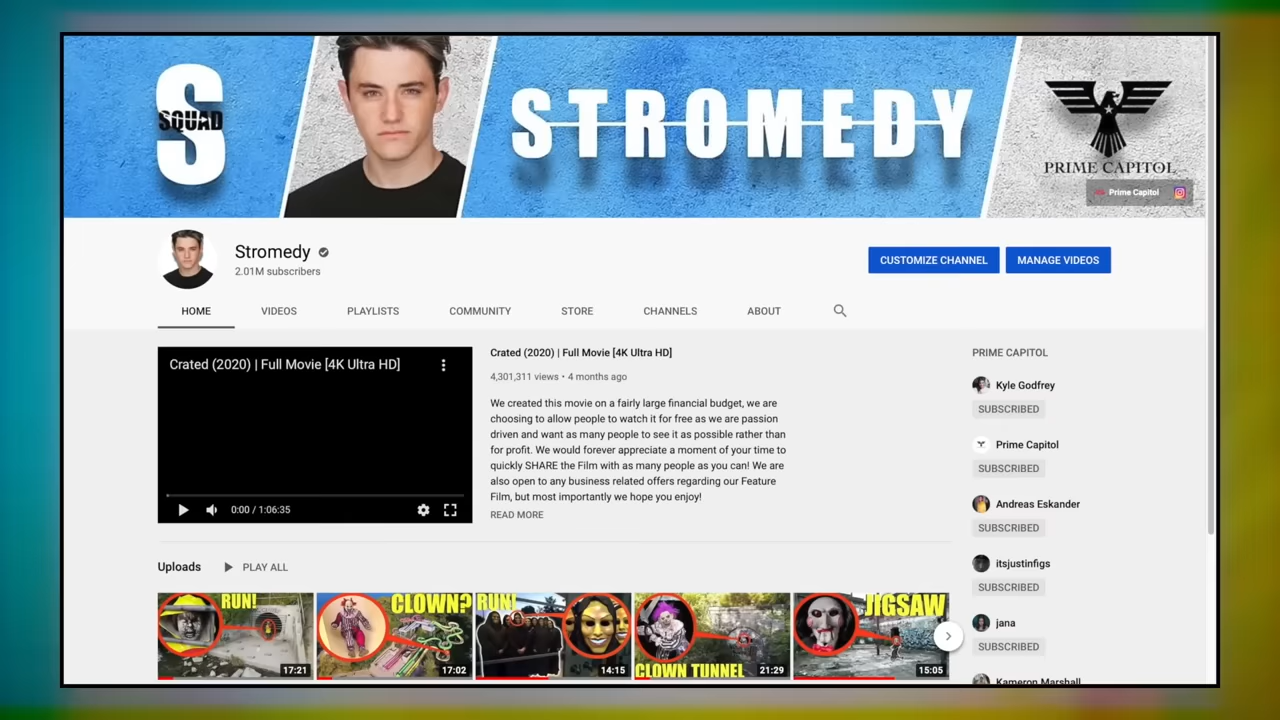 S
SQUAD
STROMEDY
PRIME CAPITOL
Prime Capitol
Stromedy
2.01M subscribers
CUSTOMIZE CHANNEL
MANAGE VIDEOS
HOME
VIDEOS
PLAYLISTS
COMMUNITY
STORE
CHANNELS
ABOUT
Crated (2020) | Full Movie [4K Ultra HD]
0:00 / 1:06:35
Crated (2020) | Full Movie [4K Ultra HD]
4,301,311 views • 4 months ago
We created this movie on a fairly large financial budget, we are
choosing to allow people to watch it for free as we are passion
driven and want as many people to see it as possible rather than
for profit. We would forever appreciate a moment of your time to
quickly SHARE the Film with as many people as you can! We are
also open to any business related offers regarding our Feature
Film, but most importantly we hope you enjoy!
READ MORE
PRIME CAPITOL
Kyle Godfrey
SUBSCRIBED
Prime Capitol
SUBSCRIBED
Andreas Eskander
SUBSCRIBED
itsjustinfigs
SUBSCRIBED
jana
SUBSCRIBED
Kameron Marshall
Uploads
PLAY ALL
RUN!
17:21
CLOWN?
17:02
RUN!
14:15
CLOWN TUNNEL
21:29
JIGSAW
15:05